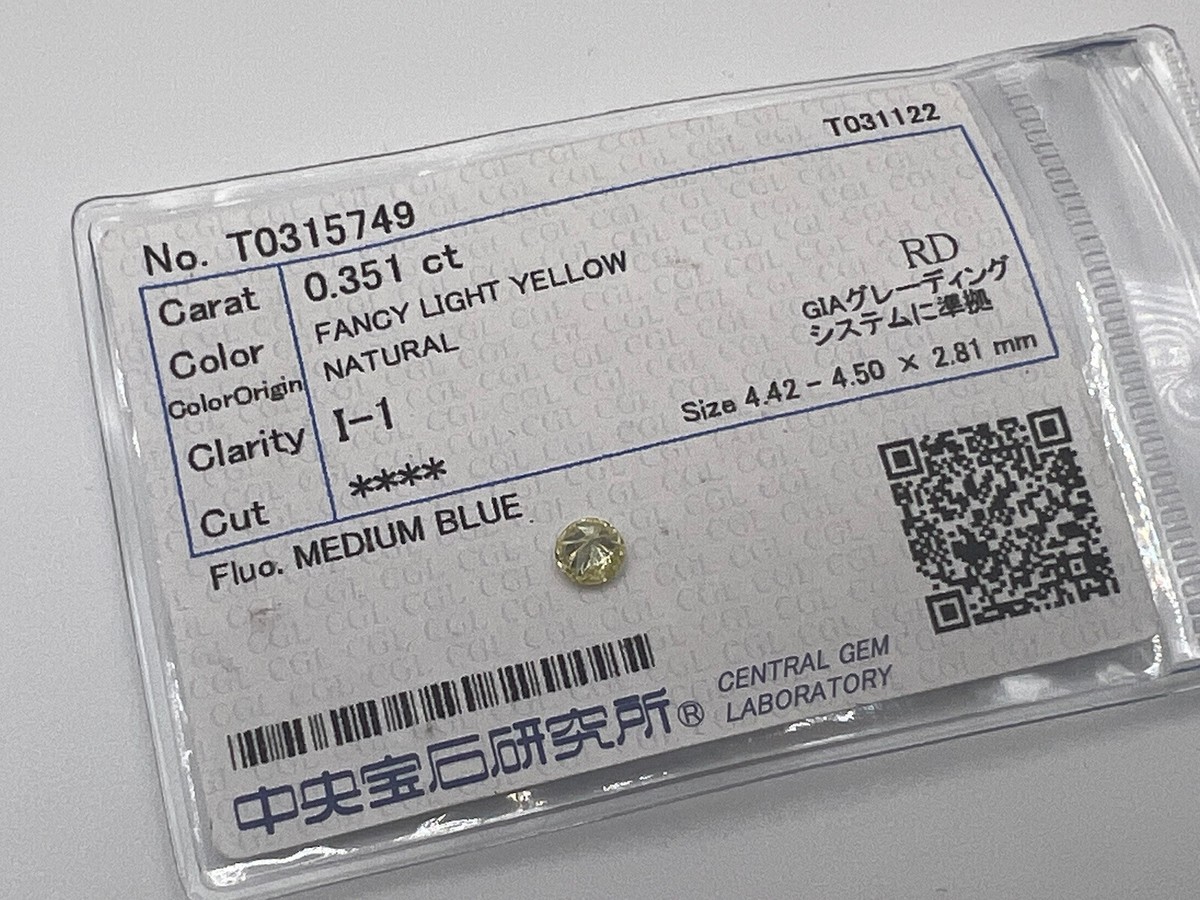 T031122
No. T0315749
Carat 0.351 ct
Color FANCY LIGHT YELLOW
ColorOrigin NATURAL
Clarity I-1
Cut ****
RD
GIAグレーディング
システムに準拠
Size 4.42 - 4.50 × 2.81 mm
Fluo. MEDIUM BLUE
中央宝石研究所®
CENTRAL GEM
LABORATORY